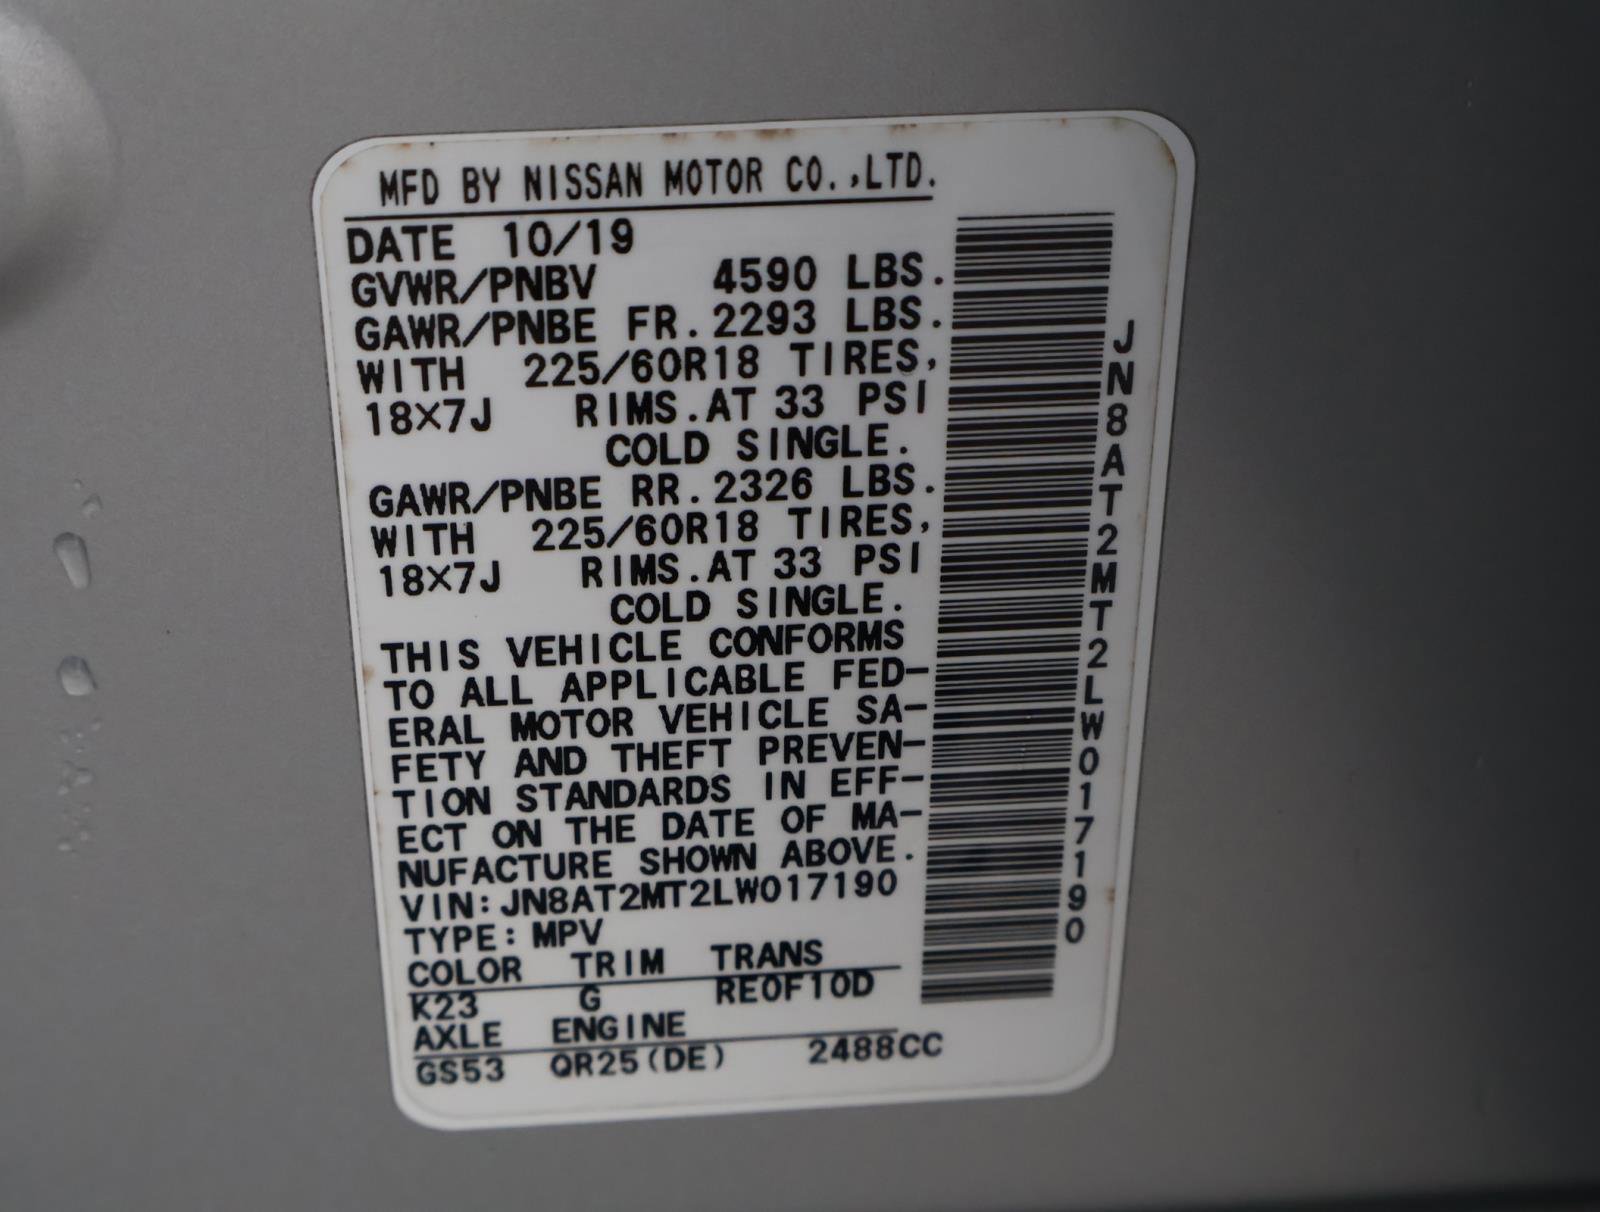 MFD BY NISSAN MOTOR CO.,LTD.
DATE 10/19
GVWR/PNBV 4590 LBS.
GAWR/PNBE FR. 2293 LBS.
WITH 225/60R18 TIRES,
18×7J RIMS. AT 33 PSI
COLD SINGLE.
GAWR/PNBE RR. 2326 LBS.
WITH 225/60R18 TIRES,
18×7J RIMS. AT 33 PSI
COLD SINGLE.
THIS VEHICLE CONFORMS
TO ALL APPLICABLE FED-
ERAL MOTOR VEHICLE SA-
FETY AND THEFT PREVEN-
TION STANDARDS IN EFF-
ECT ON THE DATE OF MA-
NUFACTURE SHOWN ABOVE.
VIN: JN8AT2MT2LW017190
TYPE: MPV
COLOR TRIM TRANS
K23 G RE0F10D
AXLE ENGINE
GS53 QR25(DE) 2488CC
JN8AT2MT2LW017190